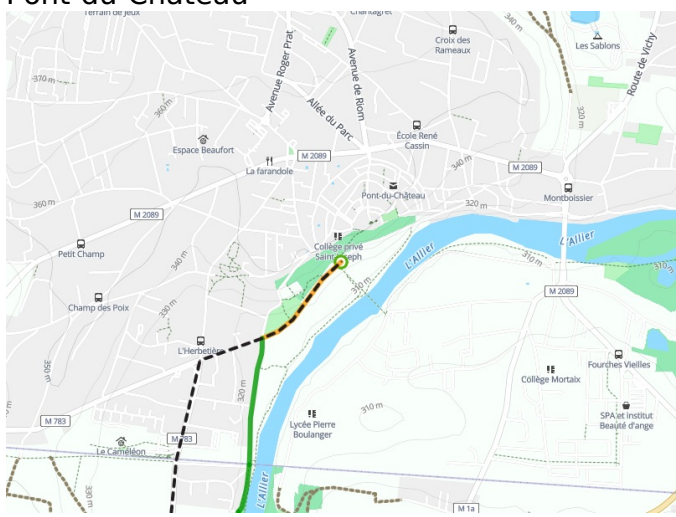 Pont-du-Château
Terrain de Jeux
Chandagret
Croix des
Rameaux
Les Sablons
Route de Vichy
Avenue Roger Prat
Avenue de Riom
Allée du Parc
370 m
360 m
320 m
École René
Cassin
Espace Beaufort
M 2089
La farandole
340 m
M 2089
Pont-du-Château
Montboissier
360 m
M 2089
320 m
Petit Champ
340 m
Collège privé
Saint-Joseph
L'Allier
L'Allier
310 m
310 m
Champ des Poix
330 m
310 m
M 2089
L'Herbetière
350 m
Fourches Vieilles
Collège Mortaix
320 m
310 m
SPA et institut
Beauté d'ange
M 783
M 783
Lycée Pierre
Boulanger
Le Caméléon
L'Allier
330 m
M 1a